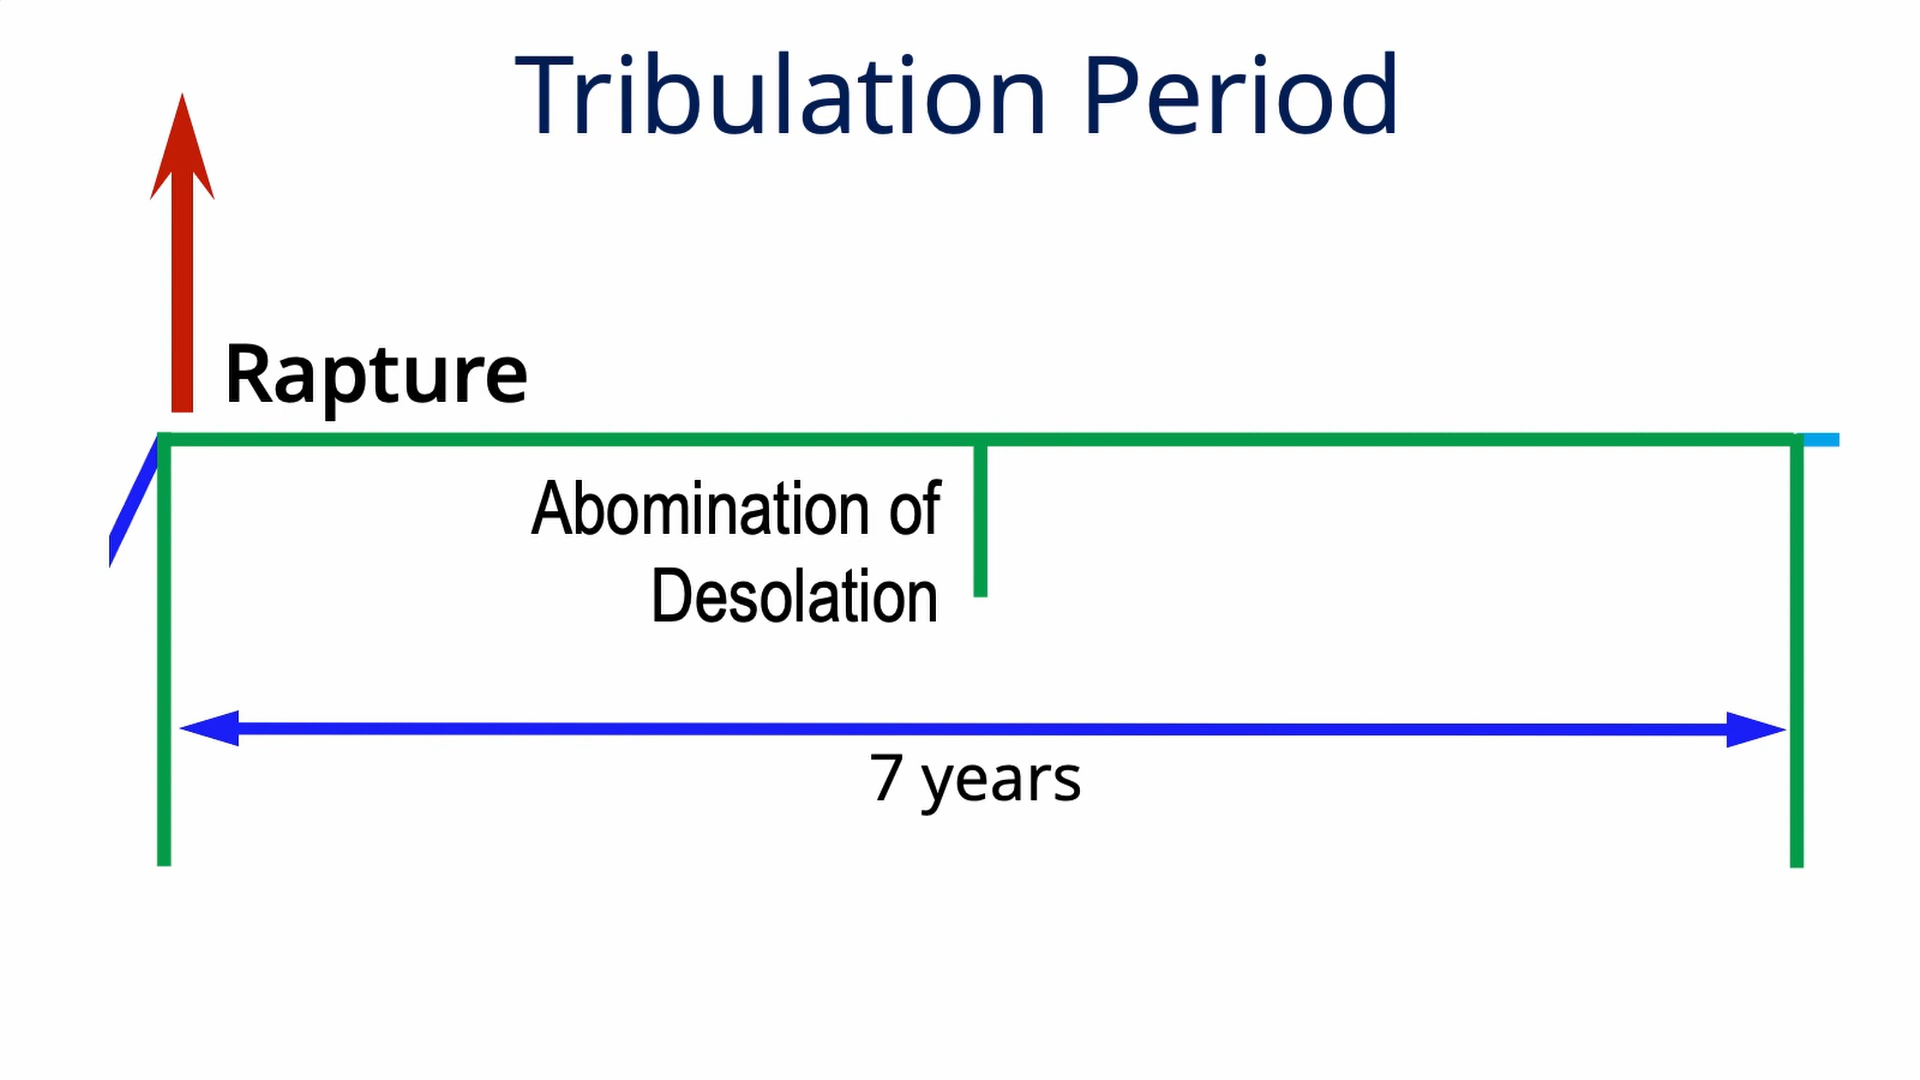 Tribulation Period
Rapture
Abomination of
Desolation
7 years